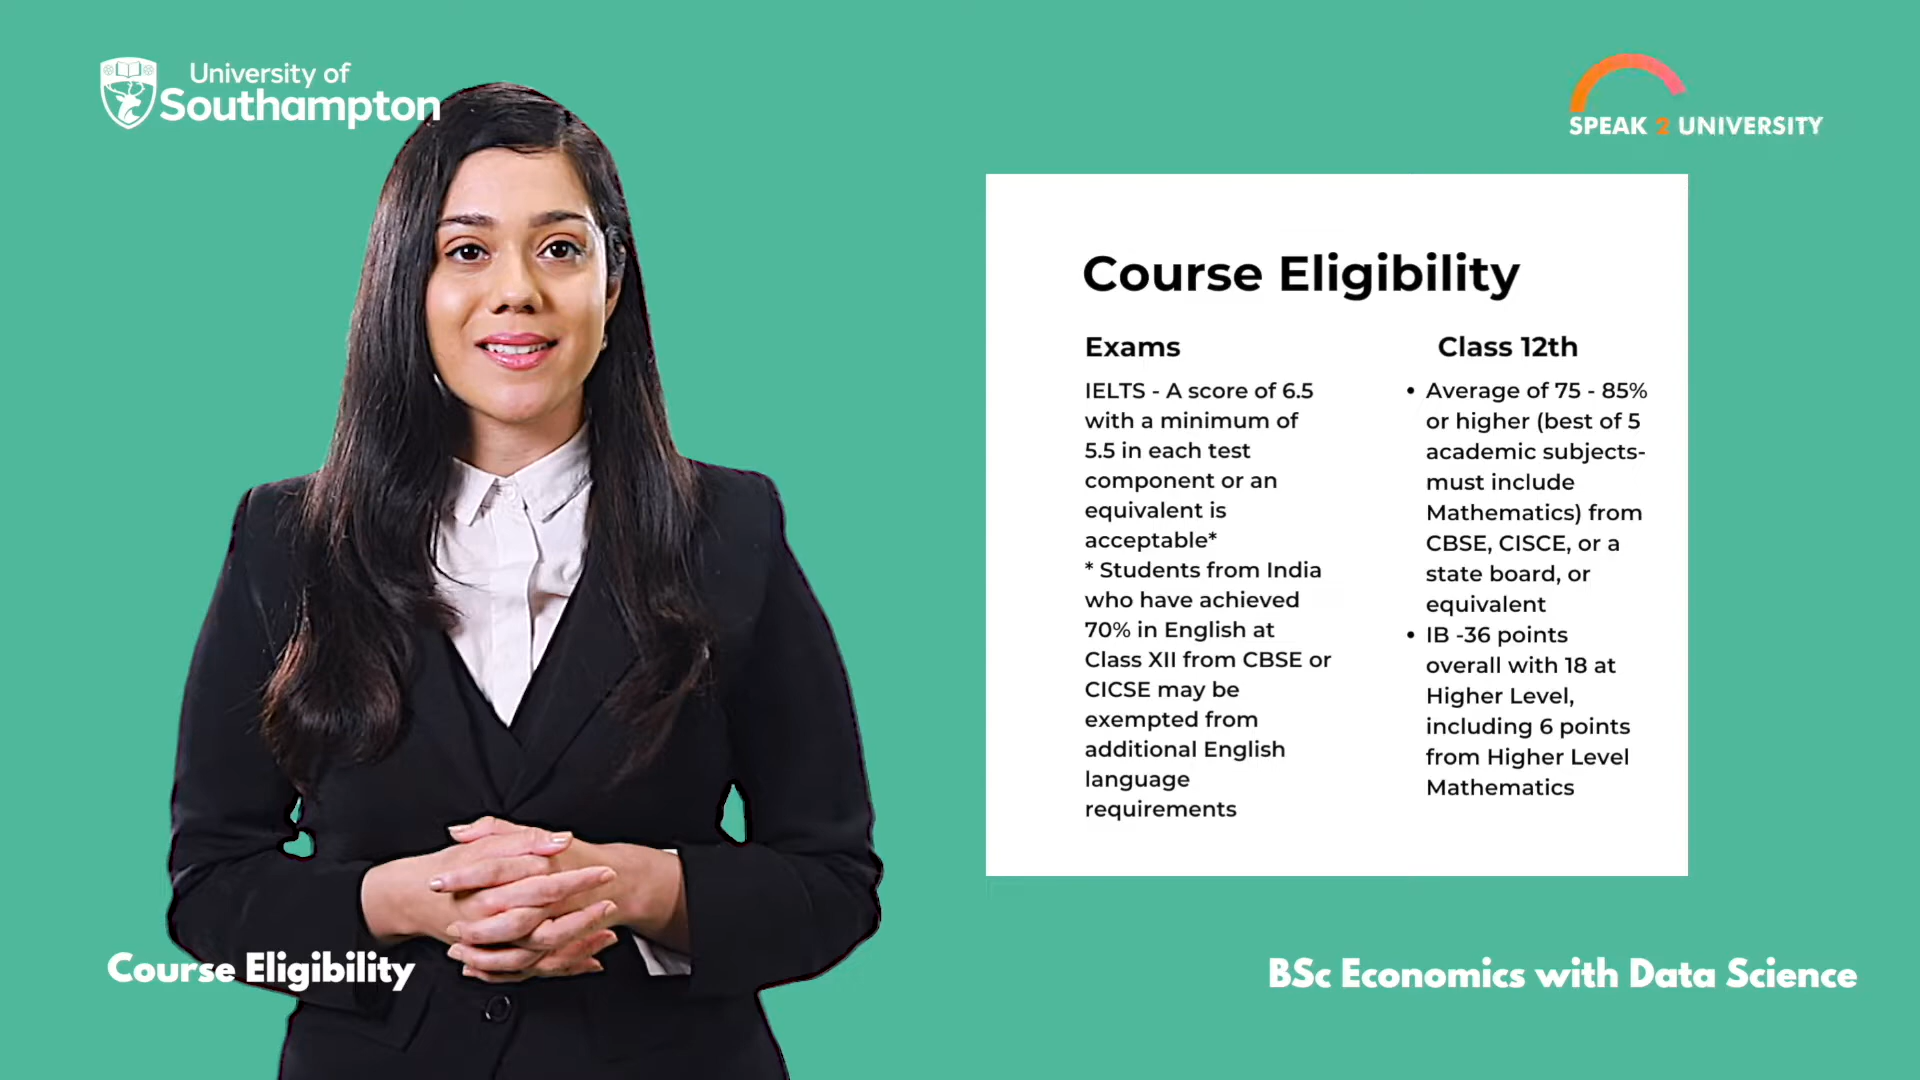 University of
Southampton
SPEAK 2 UNIVERSITY
Course Eligibility
Exams
IELTS - A score of 6.5
with a minimum of
5.5 in each test
component or an
equivalent is
acceptable*
* Students from India
who have achieved
70% in English at
Class XII from CBSE or
CICSE may be
exempted from
additional English
language
requirements
Class 12th
• Average of 75 - 85%
or higher (best of 5
academic subjects-
must include
Mathematics) from
CBSE, CISCE, or a
state board, or
equivalent
• IB -36 points
overall with 18 at
Higher Level,
including 6 points
from Higher Level
Mathematics
Course Eligibility
BSc Economics with Data Science